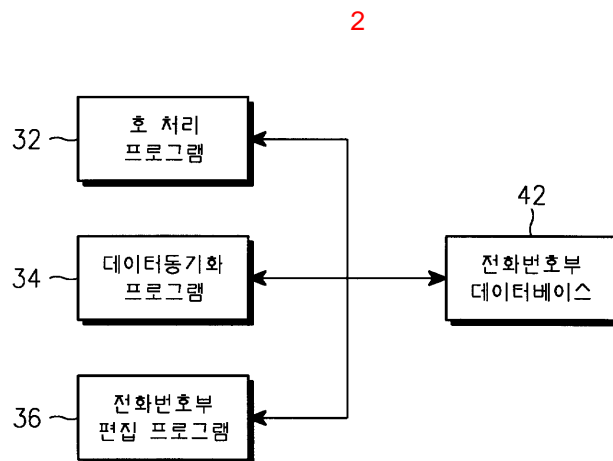 2
32
호 처리
프로그램
34
데이터동기화
프로그램
42
전화번호부
데이터베이스
36
전화번호부
편집 프로그램